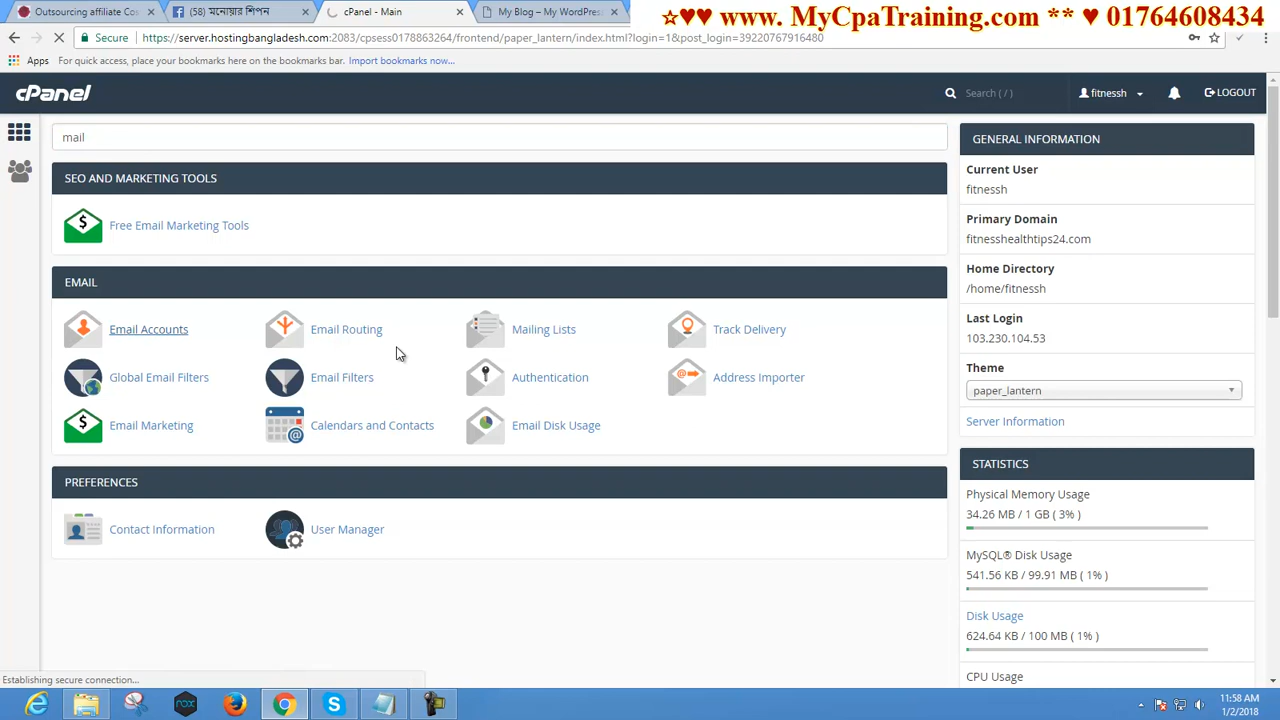 ☆♥♥ www. MyCpaTraining.com ** ♥ 01764608434
Outsourcing affiliate Cos
(58) মনোয়ার শিপন
cPanel - Main
My Blog – My WordPress
Secure
https://server.hostingbangladesh.com:2083/cpsess0178863264/frontend/paper_lantern/index.html?login=1&post_login=39220767916480
Apps
For quick access, place your bookmarks here on the bookmarks bar.
Import bookmarks now...
cPanel
Search ( / )
fitnessh
LOGOUT
mail
SEO AND MARKETING TOOLS
Free Email Marketing Tools
EMAIL
Email Accounts
Email Routing
Mailing Lists
Track Delivery
Global Email Filters
Email Filters
Authentication
Address Importer
Email Marketing
Calendars and Contacts
Email Disk Usage
PREFERENCES
Contact Information
User Manager
GENERAL INFORMATION
Current User
fitnessh
Primary Domain
fitnesshealthtips24.com
Home Directory
/home/fitnessh
Last Login
103.230.104.53
Theme
paper_lantern
Server Information
STATISTICS
Physical Memory Usage
34.26 MB / 1 GB ( 3% )
MySQL® Disk Usage
541.56 KB / 99.91 MB ( 1% )
Disk Usage
624.64 KB / 100 MB ( 1% )
CPU Usage
Establishing secure connection...
11:58 AM
1/2/2018